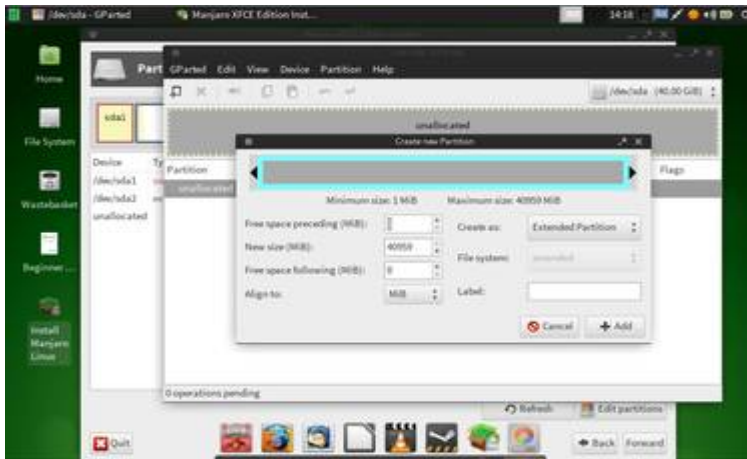 /dev/sda - GParted
Manjaro XFCE Edition Inst...
14:18
Home
File System
Wastebasket
Beginner ...
Install
Manjaro
Linux
Part
sda1
Device
Ty
/dev/sda1
/dev/sda2
unallocated
GParted Edit View Device Partition Help
/dev/sda (40.00 GiB)
unallocated
Partition
Flags
unallocated
Create new Partition
Minimum size: 1 MiB
Maximum size: 40959 MiB
Free space preceding (MiB):
Create as:
Extended Partition
New size (MiB):
40959
File system:
extended
Free space following (MiB):
0
Align to:
MiB
Label:
Cancel
Add
0 operations pending
Refresh
Edit partitions
Quit
Back
Forward